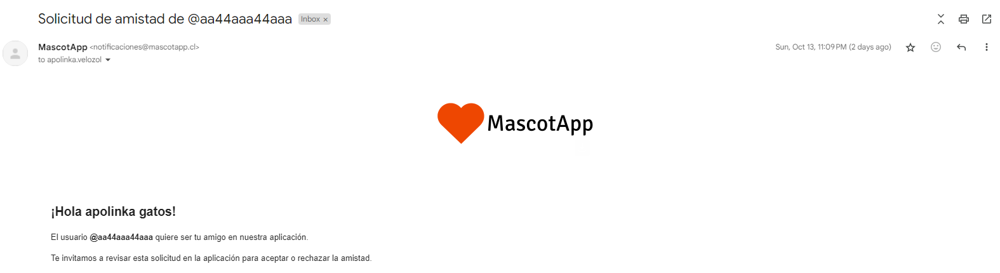 Solicitud de amistad de @aa44aaa44aaa Inbox ×
MascotApp <notificaciones@mascotapp.cl> Sun, Oct 13, 11:09 PM (2 days ago)
to apolinka.velozol
MascotApp
¡Hola apolinka gatos!
El usuario @aa44aaa44aaa quiere ser tu amigo en nuestra aplicación.
Te invitamos a revisar esta solicitud en la aplicación para aceptar o rechazar la amistad.